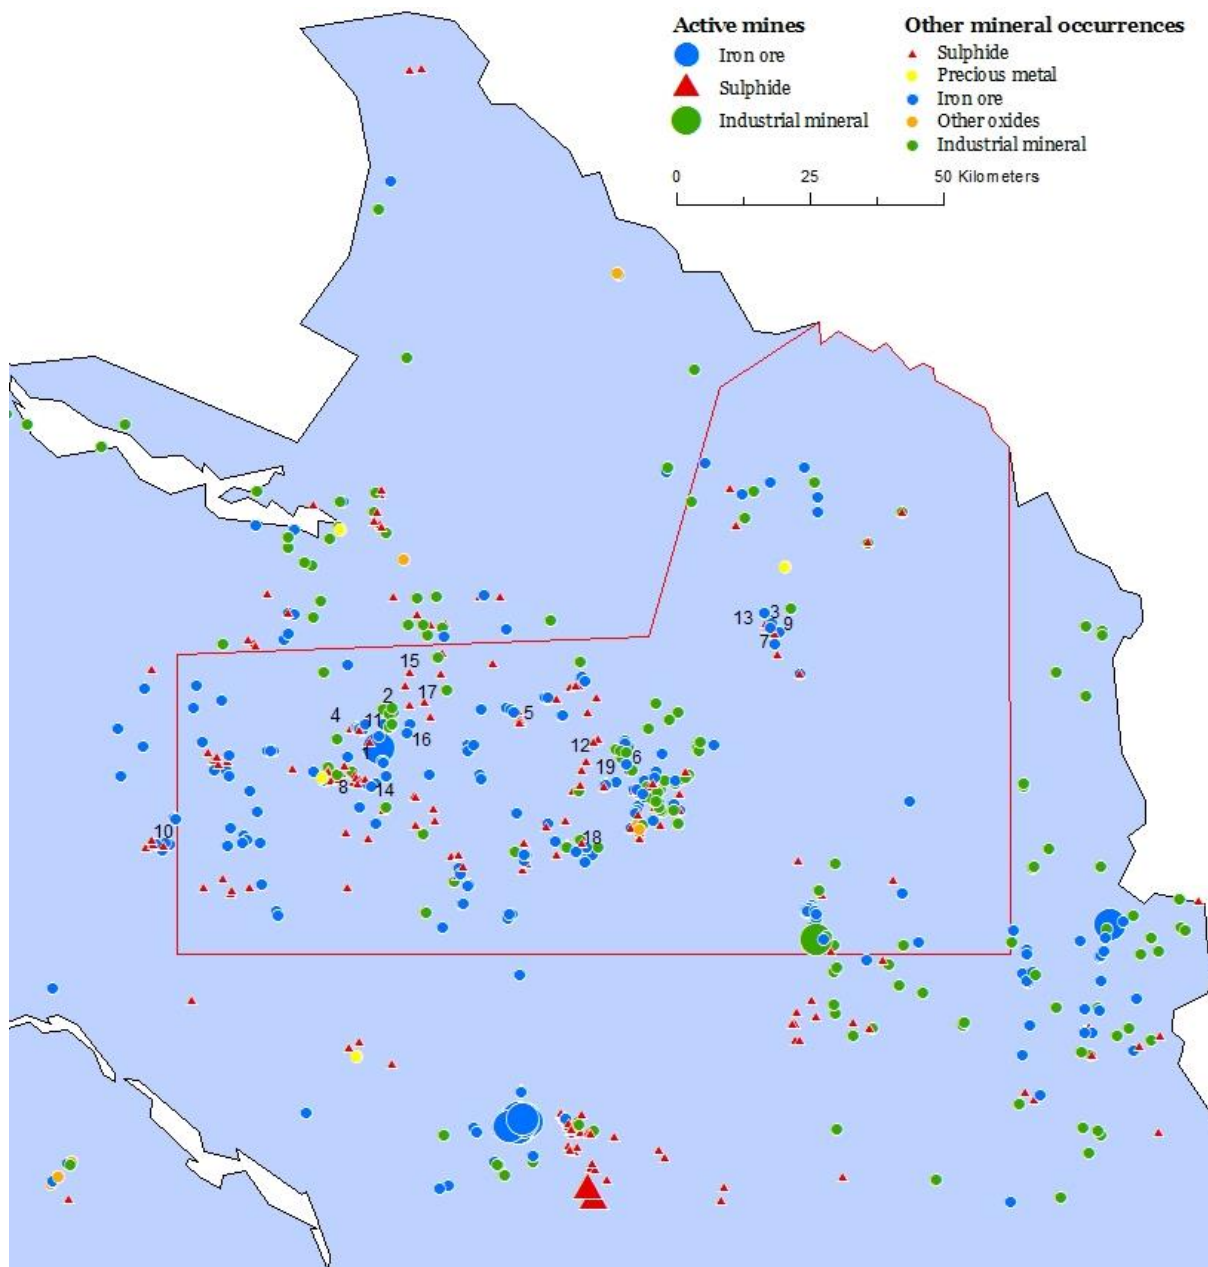 Active mines
Iron ore
Sulphide
Industrial mineral
Other mineral occurrences
Sulphide
Precious metal
Iron ore
Other oxides
Industrial mineral
0 25 50 Kilometers
13 3
9
7
15
2 17
4 11 5
16
1 12 6
19
8 14
10 18